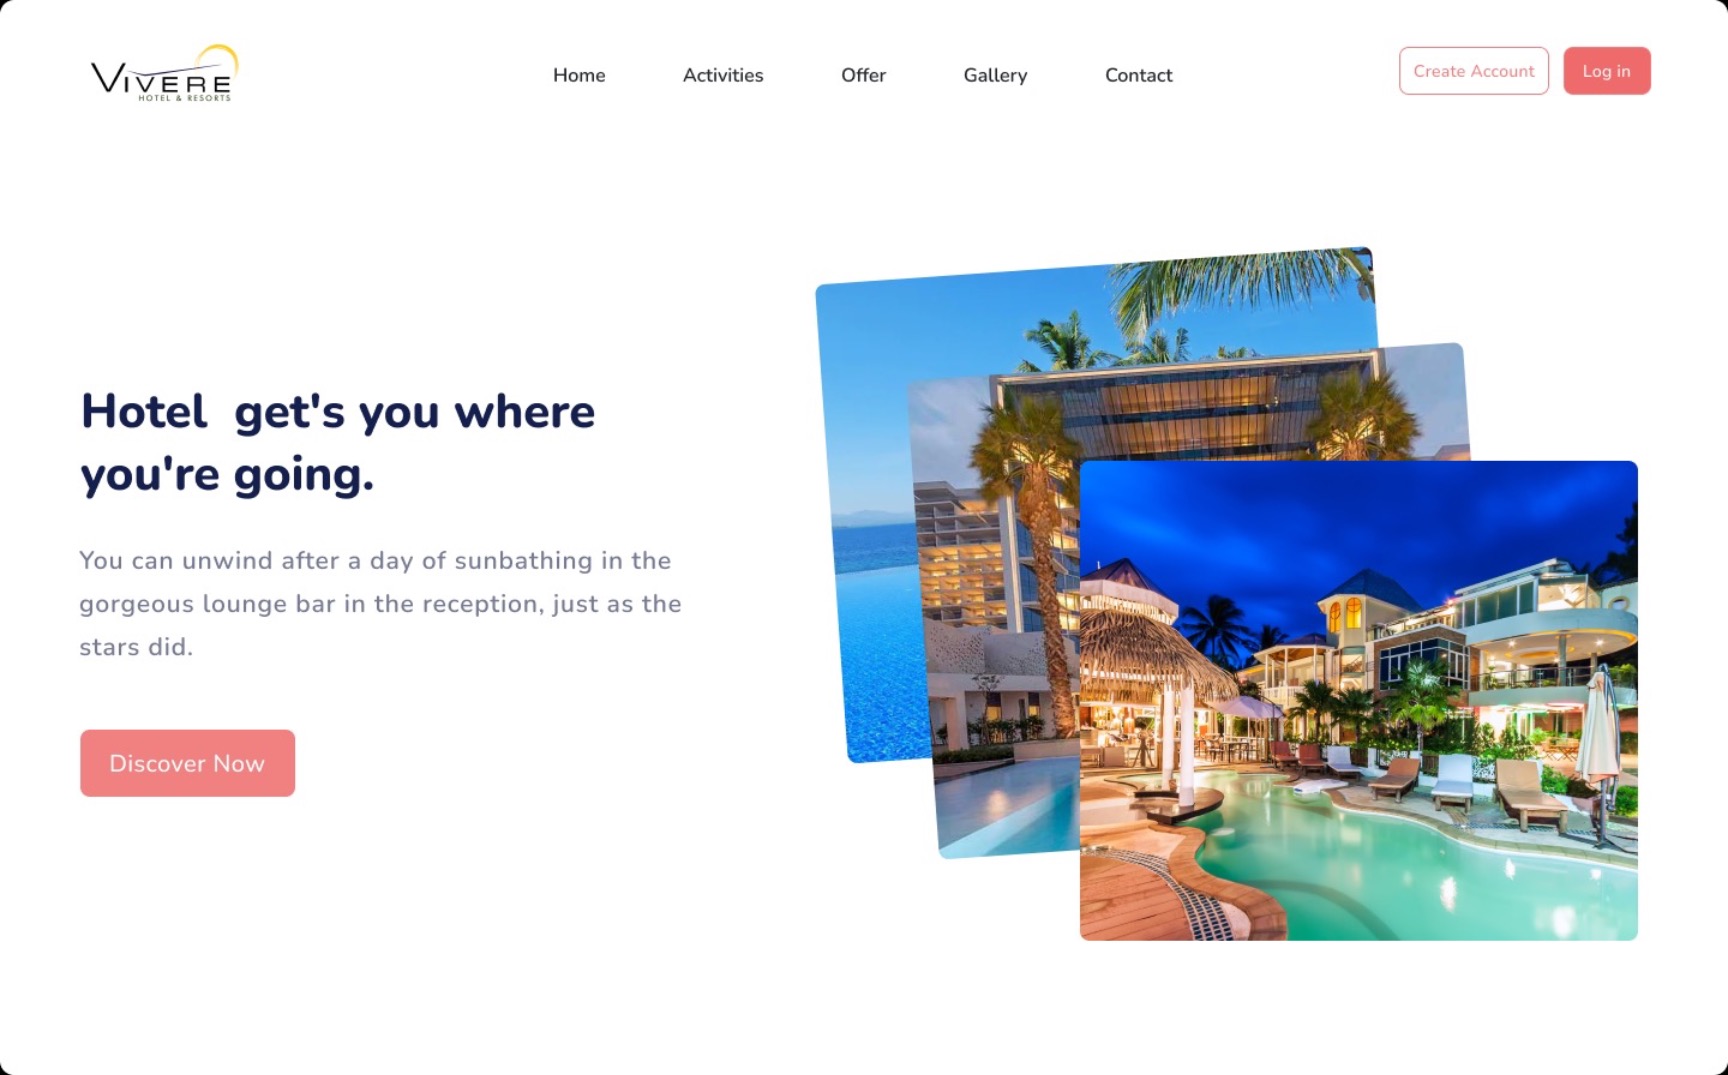 VIVERE
HOTEL & RESORTS
Home
Activities
Offer
Gallery
Contact
Create Account
Log in
Hotel  get's you where
you're going.
You can unwind after a day of sunbathing in the
gorgeous lounge bar in the reception, just as the
stars did.
Discover Now